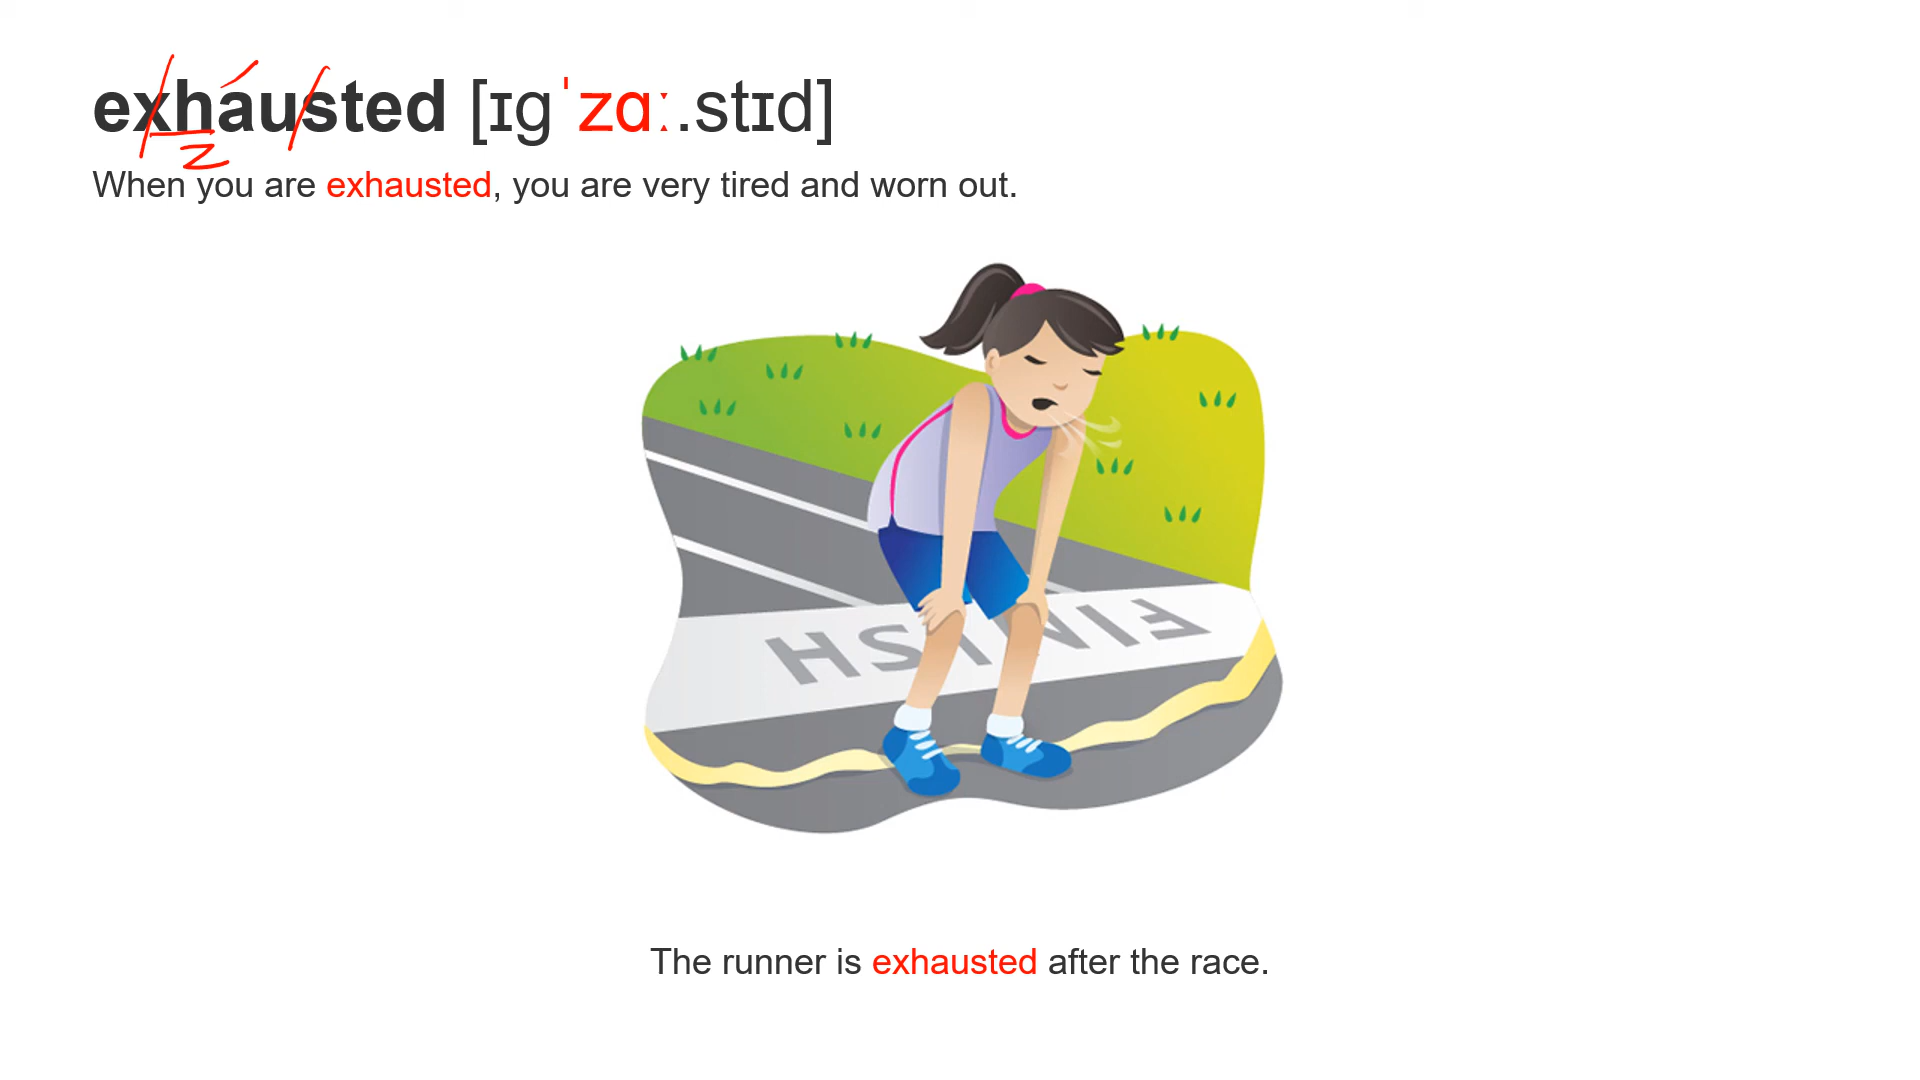 exhausted [ɪɡˈzɑː.stɪd]
z
When you are exhausted, you are very tired and worn out.
FINISH
The runner is exhausted after the race.